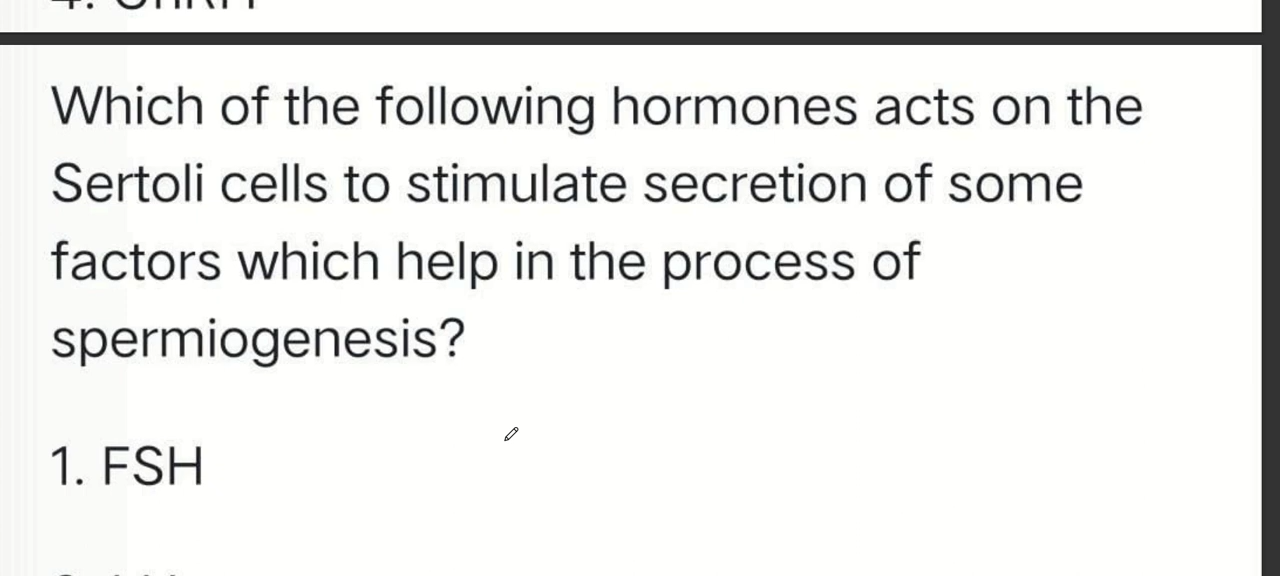 Which of the following hormones acts on the
Sertoli cells to stimulate secretion of some
factors which help in the process of
spermiogenesis?
1. FSH